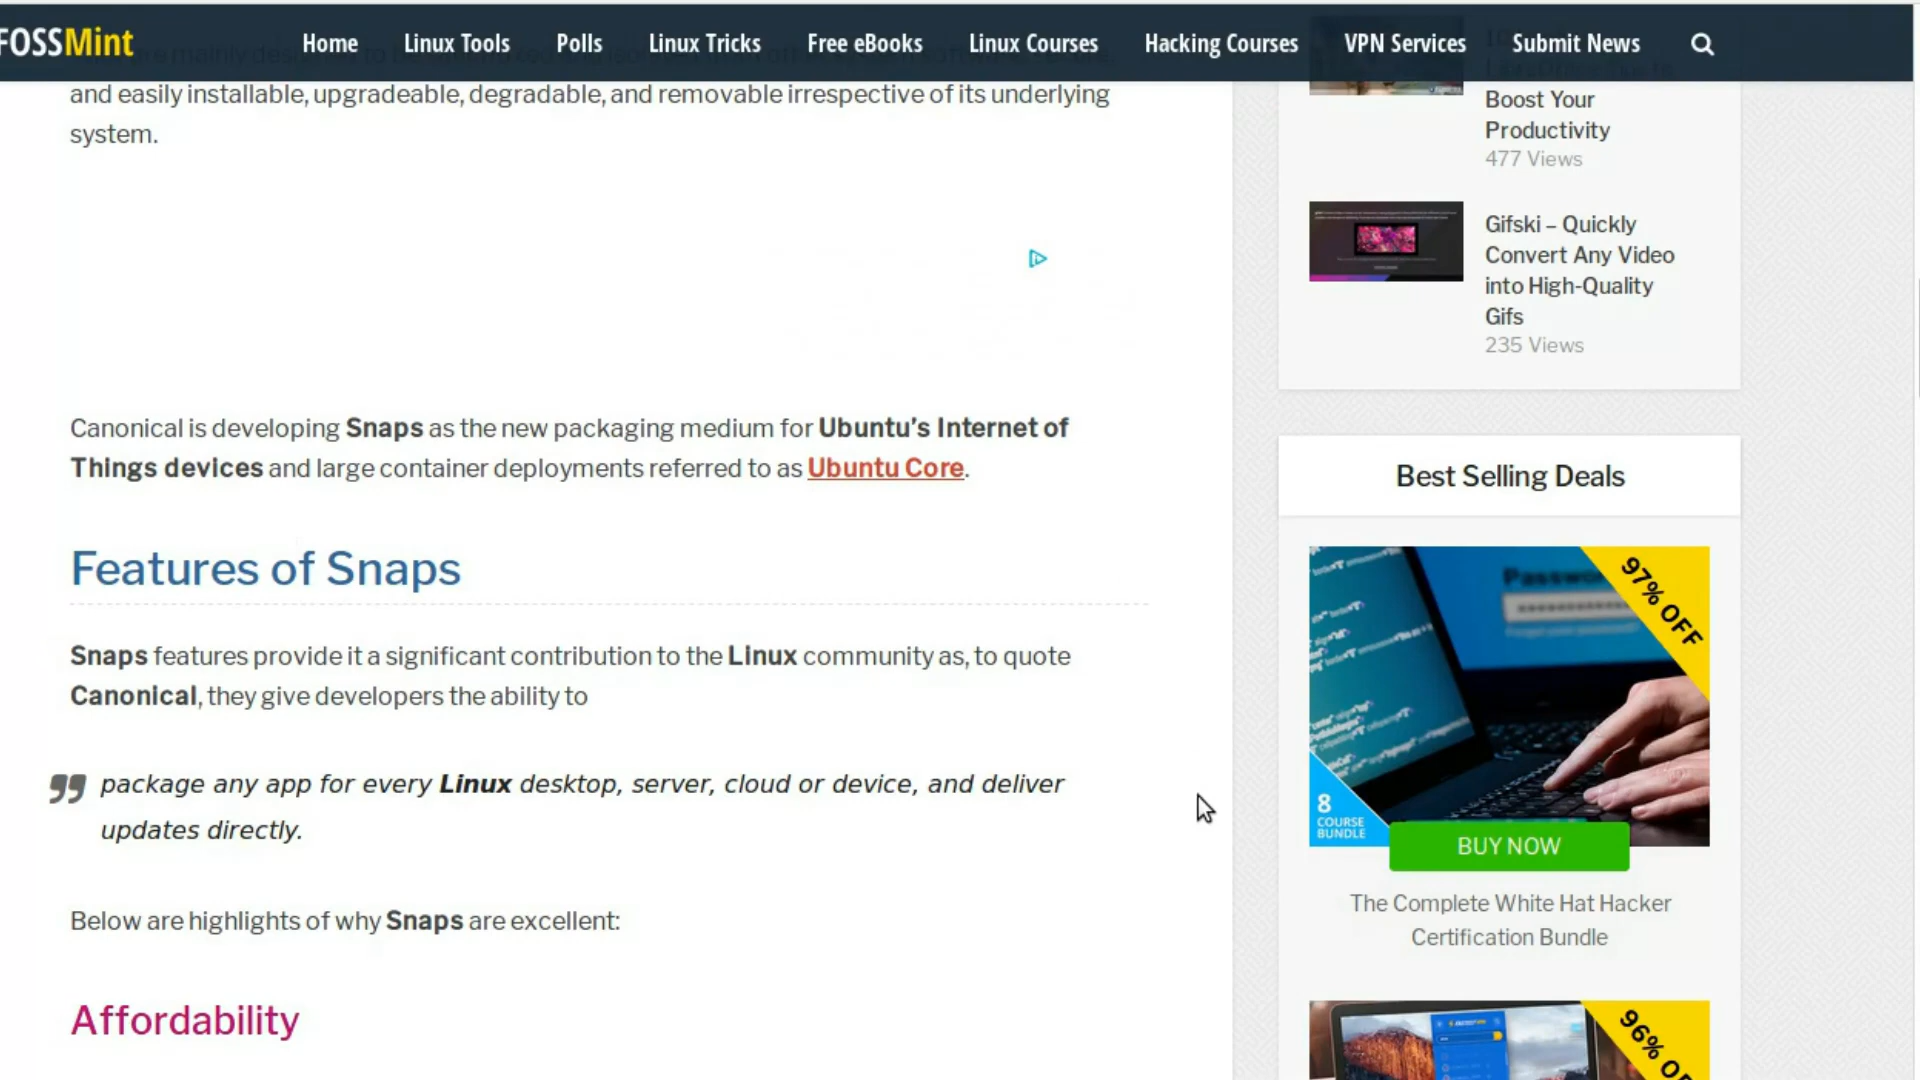 FOSSMint
Home
Linux Tools
Polls
Linux Tricks
Free eBooks
Linux Courses
Hacking Courses
VPN Services
Submit News
and easily installable, upgradeable, degradable, and removable irrespective of its underlying
system.
Canonical is developing Snaps as the new packaging medium for Ubuntu’s Internet of
Things devices and large container deployments referred to as Ubuntu Core.
Features of Snaps
Snaps features provide it a significant contribution to the Linux community as, to quote
Canonical, they give developers the ability to
package any app for every Linux desktop, server, cloud or device, and deliver
updates directly.
Below are highlights of why Snaps are excellent:
Affordability
Boost Your
Productivity
477 Views
Gifski – Quickly
Convert Any Video
into High-Quality
Gifs
235 Views
Best Selling Deals
97% OFF
8
COURSE
BUNDLE
BUY NOW
The Complete White Hat Hacker
Certification Bundle
96%